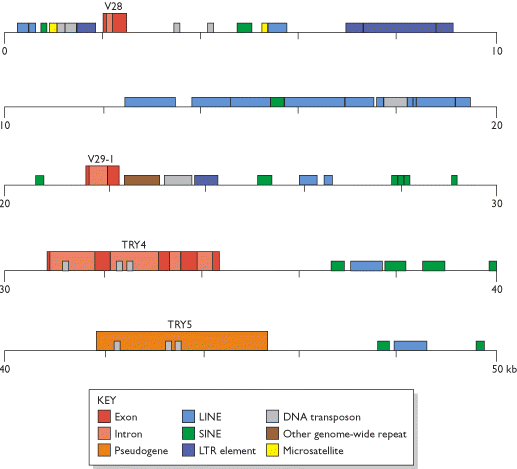 V28
0 10
10 20
V29-1
20 30
TRY4
30 40
TRY5
40 50 kb
KEY
Exon LINE DNA transposon
Intron SINE Other genome-wide repeat
Pseudogene LTR element Microsatellite